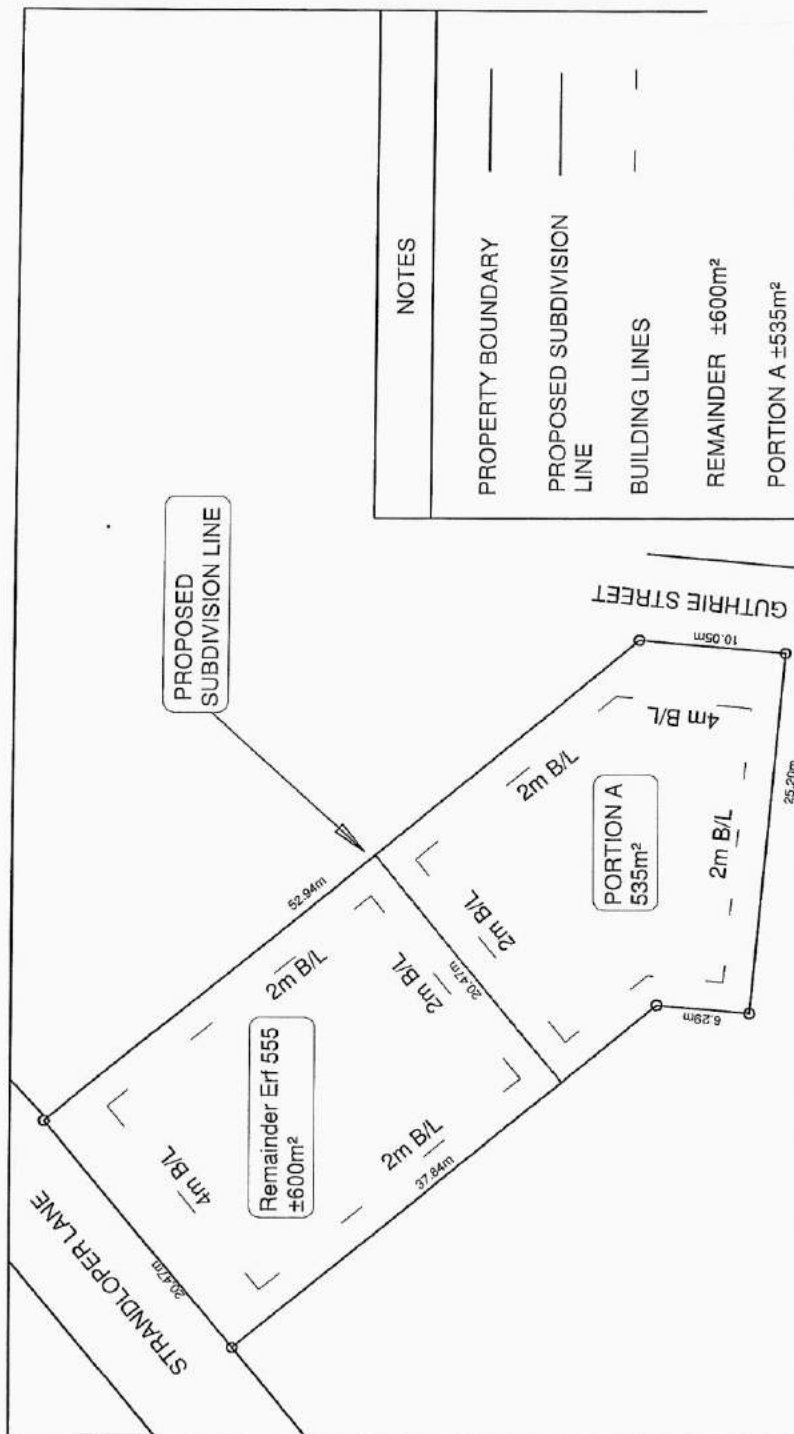 STRANDLOPER LANE
20.47m
4m B/L
Remainder Erf 555
±600m²
2m B/L
52.94m
2m B/L
37.84m
2m B/L
20.47m
PROPOSED
SUBDIVISION LINE
2m B/L
2m B/L
PORTION A
535m²
6.29m
2m B/L
25.20m
4m B/L
10.05m
GUTHRIE STREET
NOTES
PROPERTY BOUNDARY
PROPOSED SUBDIVISION
LINE
BUILDING LINES
REMAINDER ±600m²
PORTION A ±535m²